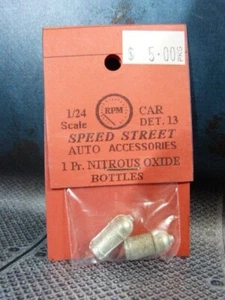 $ 5.00
1/24
Scale
RPM
CAR
DET. 13
SPEED STREET
AUTO ACCESSORIES
1 Pr. NITROUS OXIDE
BOTTLES